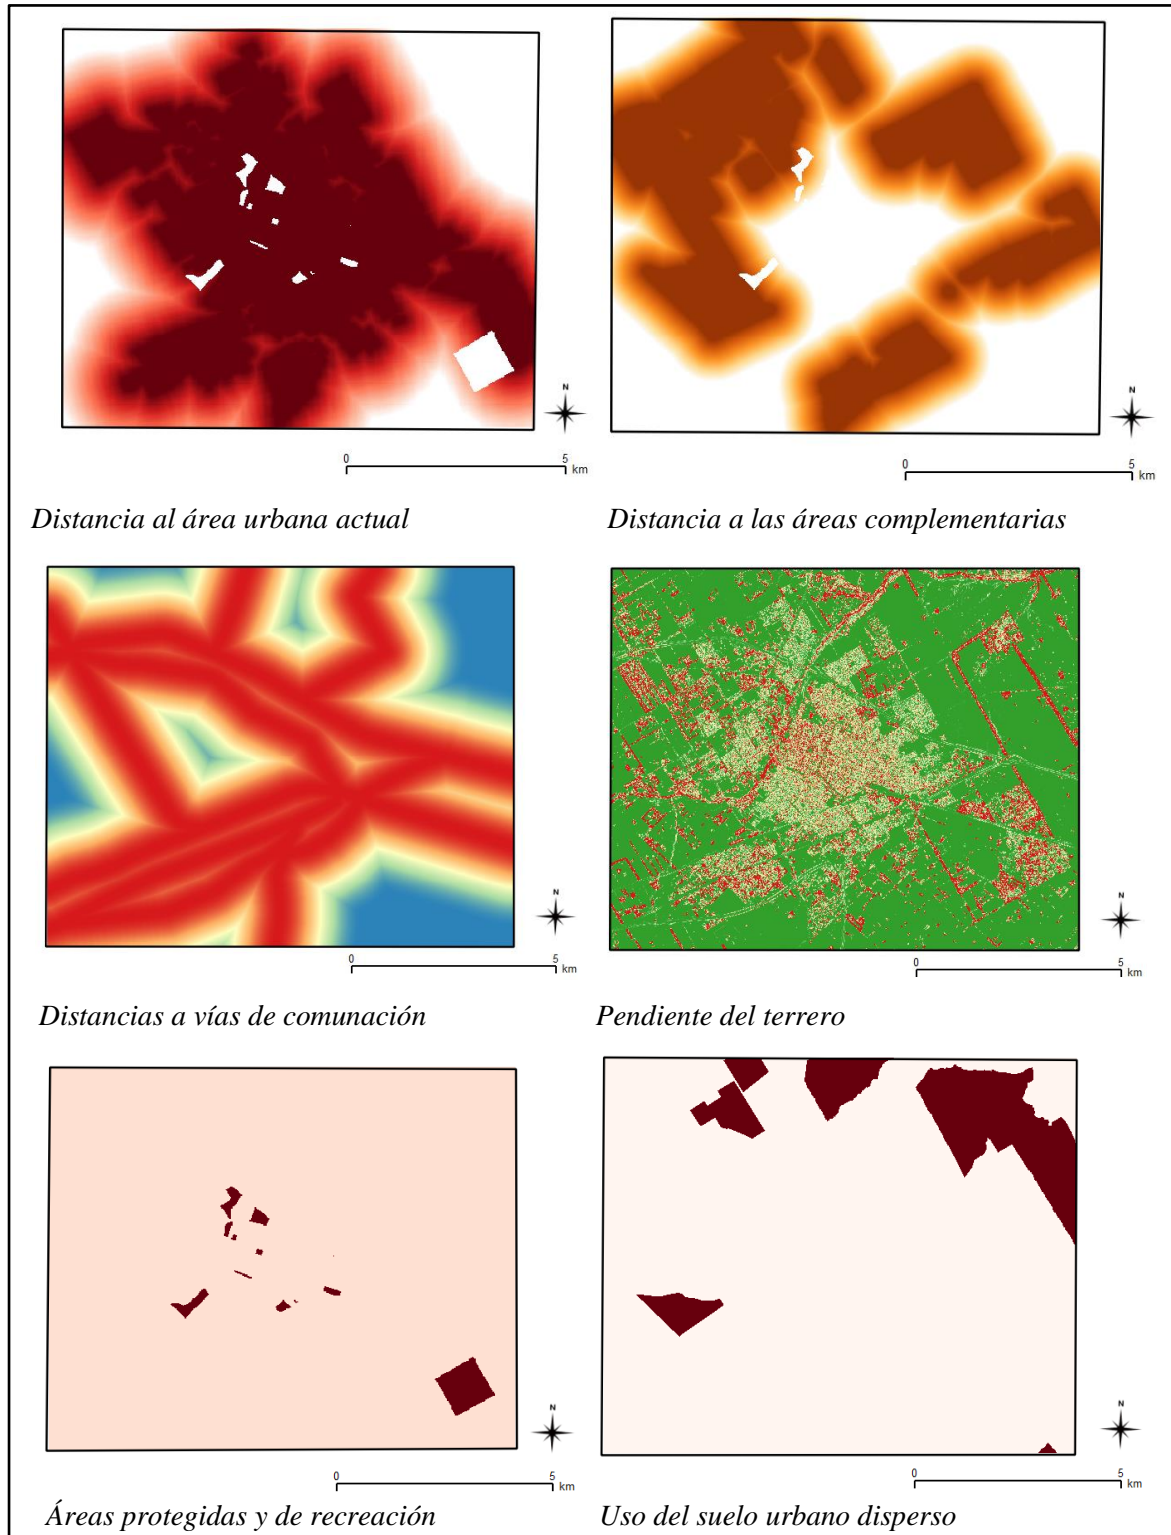 N
N
0 5
km
0 5
km
Distancia al área urbana actual
Distancia a las áreas complementarias
N
N
0 5
km
0 5
km
Distancias a vías de comunación
Pendiente del terrero
N
N
0 5
km
0 5
km
Áreas protegidas y de recreación
Uso del suelo urbano disperso